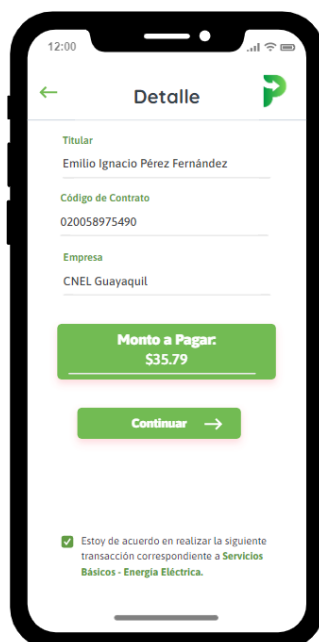 12:00
Detalle
Titular
Emilio Ignacio Pérez Fernández
Código de Contrato
020058975490
Empresa
CNEL Guayaquil
Monto a Pagar:
$35.79
Continuar
Estoy de acuerdo en realizar la siguiente
transacción correspondiente a Servicios
Básicos - Energía Eléctrica.